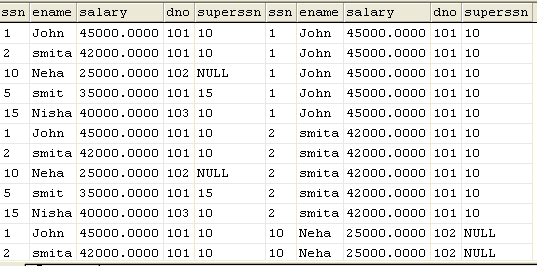 ssn ename salary dno superssn ssn ename salary dno superssn
1 John 45000.0000 101 10 1 John 45000.0000 101 10
2 smita 42000.0000 101 10 1 John 45000.0000 101 10
10 Neha 25000.0000 102 NULL 1 John 45000.0000 101 10
5 smit 35000.0000 101 15 1 John 45000.0000 101 10
15 Nisha 40000.0000 103 10 1 John 45000.0000 101 10
1 John 45000.0000 101 10 2 smita 42000.0000 101 10
2 smita 42000.0000 101 10 2 smita 42000.0000 101 10
10 Neha 25000.0000 102 NULL 2 smita 42000.0000 101 10
5 smit 35000.0000 101 15 2 smita 42000.0000 101 10
15 Nisha 40000.0000 103 10 2 smita 42000.0000 101 10
1 John 45000.0000 101 10 10 Neha 25000.0000 102 NULL
2 smita 42000.0000 101 10 10 Neha 25000.0000 102 NULL